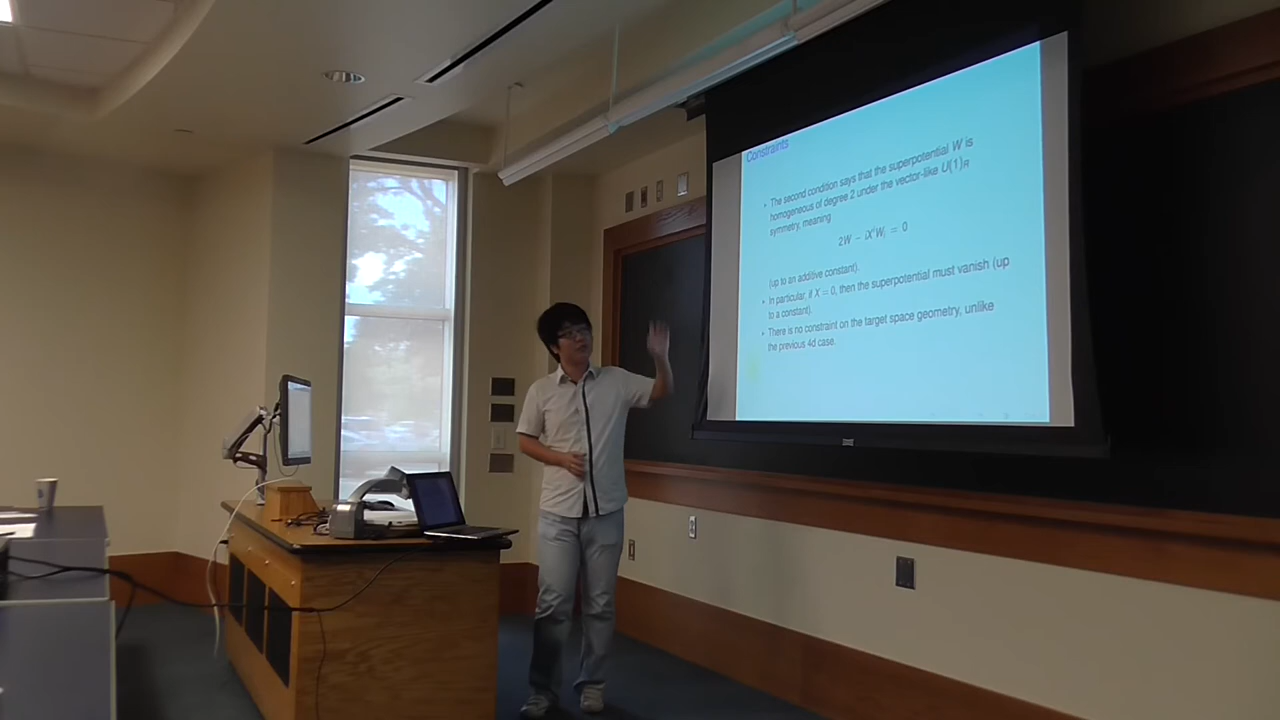 Constraints
• The second condition says that the superpotential W is
homogeneous of degree 2 under the vector-like U(1)R
symmetry, meaning
2W − iXⁱWᵢ = 0
(up to an additive constant).
• In particular, if X = 0, then the superpotential must vanish (up
to a constant).
• There is no constraint on the target space geometry, unlike
the previous 4d case.